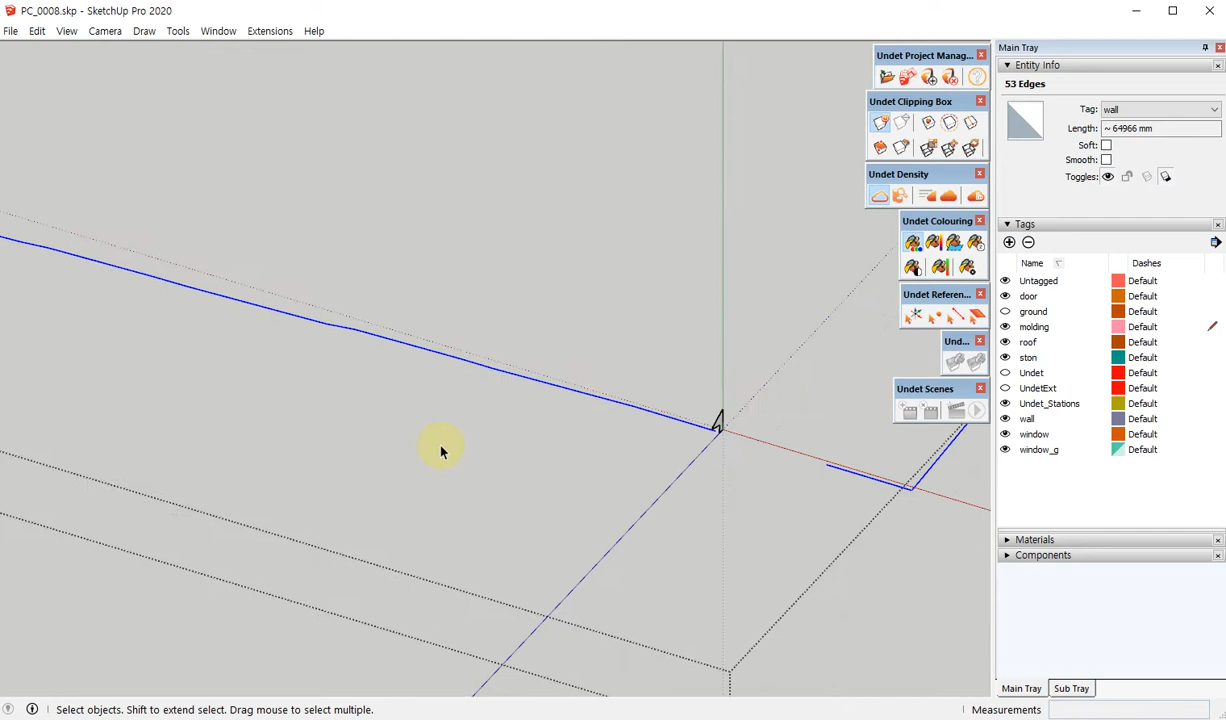 PC_0008.skp - SketchUp Pro 2020
File Edit View Camera Draw Tools Window Extensions Help
Undet Project Manag...
Undet Clipping Box
Undet Density
Undet Colouring
Undet Referen...
Und...
Undet Scenes
Main Tray
Entity Info
53 Edges
Tag: wall
Length: ~ 64966 mm
Soft:
Smooth:
Toggles:
Tags
Name Dashes
Untagged Default
door Default
ground Default
molding Default
roof Default
ston Default
Undet Default
UndetExt Default
Undet_Stations Default
wall Default
window Default
window_g Default
Materials
Components
Main Tray Sub Tray
Select objects. Shift to extend select. Drag mouse to select multiple.
Measurements